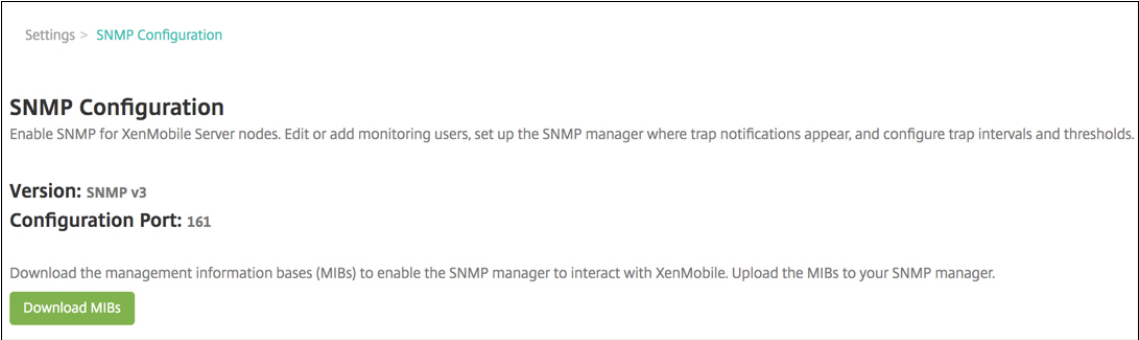 Settings > SNMP Configuration
SNMP Configuration
Enable SNMP for XenMobile Server nodes. Edit or add monitoring users, set up the SNMP manager where trap notifications appear, and configure trap intervals and thresholds.
Version: SNMP v3
Configuration Port: 161
Download the management information bases (MIBs) to enable the SNMP manager to interact with XenMobile. Upload the MIBs to your SNMP manager.
Download MIBs